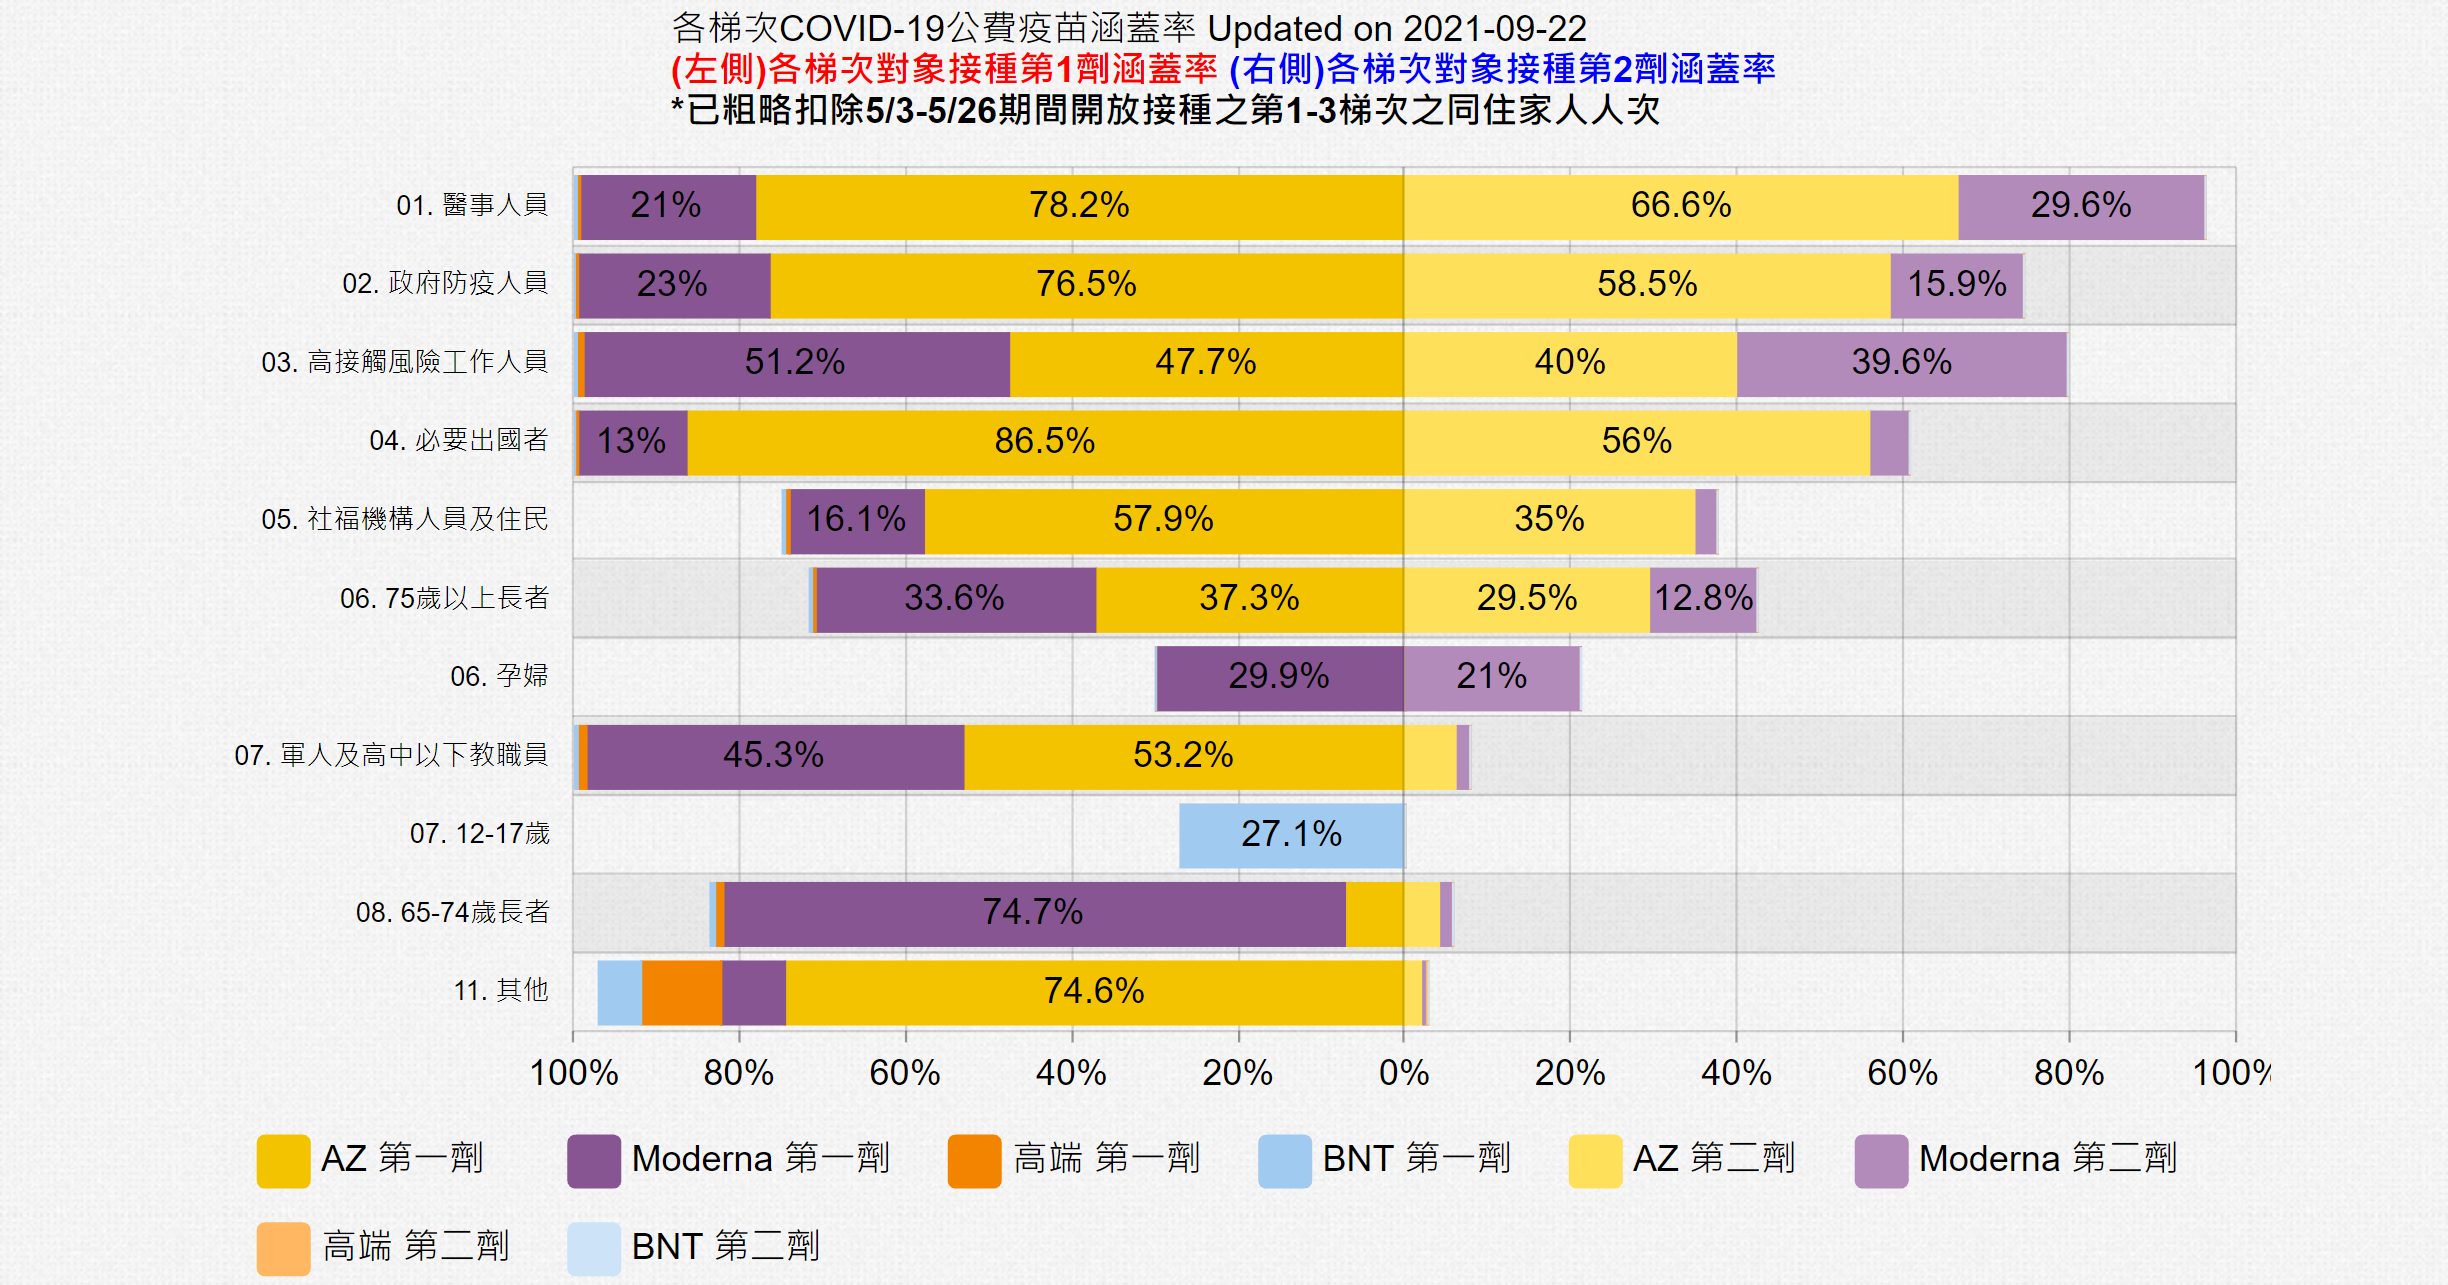 各梯次COVID-19公費疫苗涵蓋率 Updated on 2021-09-22
(左側)各梯次對象接種第1劑涵蓋率 (右側)各梯次對象接種第2劑涵蓋率
*已粗略扣除5/3-5/26期間開放接種之第1-3梯次之同住家人人次
01. 醫事人員 21% 78.2% 66.6% 29.6%
02. 政府防疫人員 23% 76.5% 58.5% 15.9%
03. 高接觸風險工作人員 51.2% 47.7% 40% 39.6%
04. 必要出國者 13% 86.5% 56%
05. 社福機構人員及住民 16.1% 57.9% 35%
06. 75歲以上長者 33.6% 37.3% 29.5% 12.8%
06. 孕婦 29.9% 21%
07. 軍人及高中以下教職員 45.3% 53.2%
07. 12-17歲 27.1%
08. 65-74歲長者 74.7%
11. 其他 74.6%
100% 80% 60% 40% 20% 0% 20% 40% 60% 80% 100%
AZ 第一劑 Moderna 第一劑 高端 第一劑 BNT 第一劑 AZ 第二劑 Moderna 第二劑
高端 第二劑 BNT 第二劑